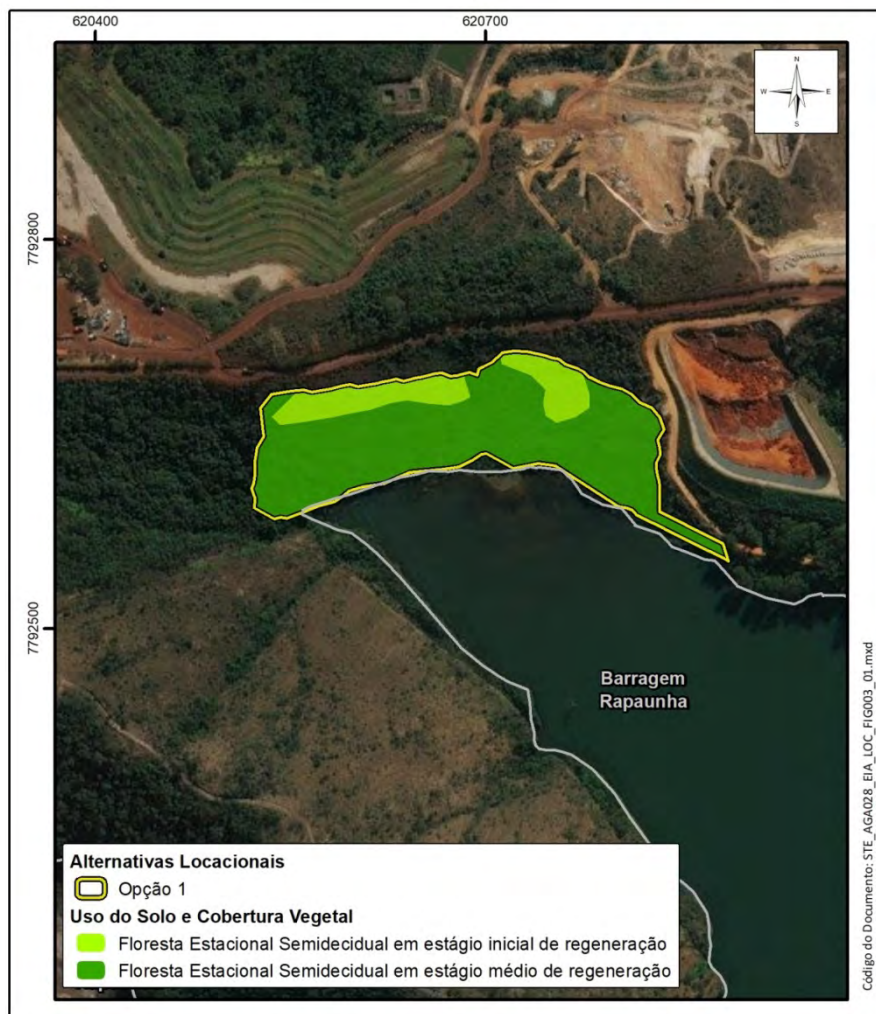 620400
620700
N
W
E
S
7792800
7792500
Barragem
Rapaunha
Alternativas Locacionais
Opção 1
Uso do Solo e Cobertura Vegetal
Floresta Estacional Semidecidual em estágio inicial de regeneração
Floresta Estacional Semidecidual em estágio médio de regeneração
Código do Documento: STE_AGA028_EIA_LOC_FIG003_01.mxd